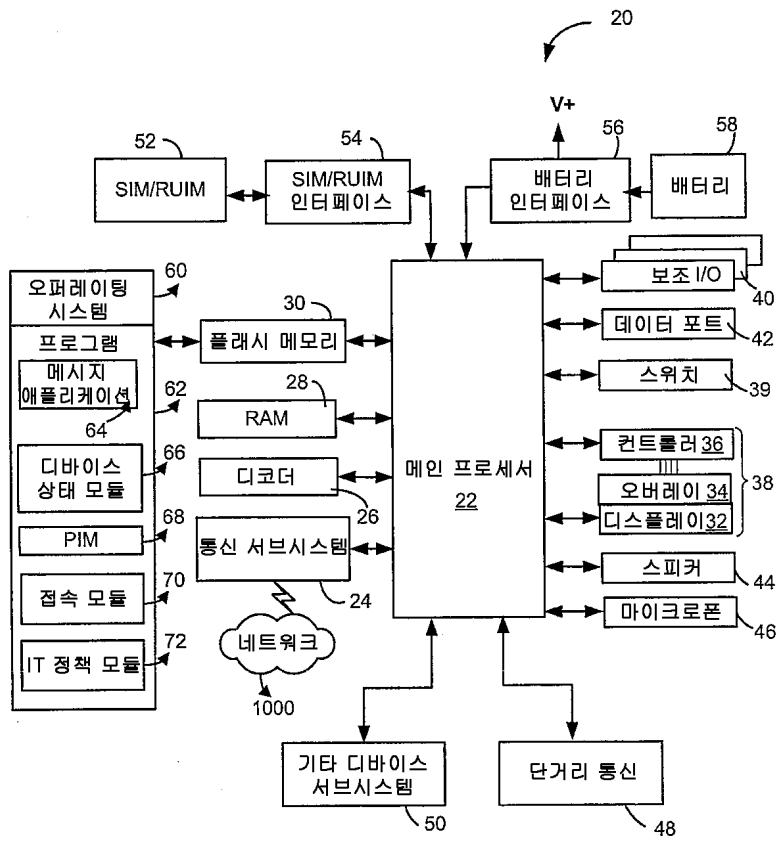 20
V+
52
54
56
58
SIM/RUIM
SIM/RUIM
인터페이스
배터리
인터페이스
배터리
60
오퍼레이팅
시스템
프로그램
메시지
애플리케이션
64
62
디바이스
상태 모듈
66
PIM
68
접속 모듈
70
IT 정책 모듈
72
30
플래시 메모리
28
RAM
디코더
26
통신 서브시스템
24
네트워크
1000
메인 프로세서
22
보조 I/O
40
데이터 포트
42
스위치
39
컨트롤러 36
오버레이 34
디스플레이 32
38
스피커
44
마이크로폰
46
기타 디바이스
서브시스템
50
단거리 통신
48